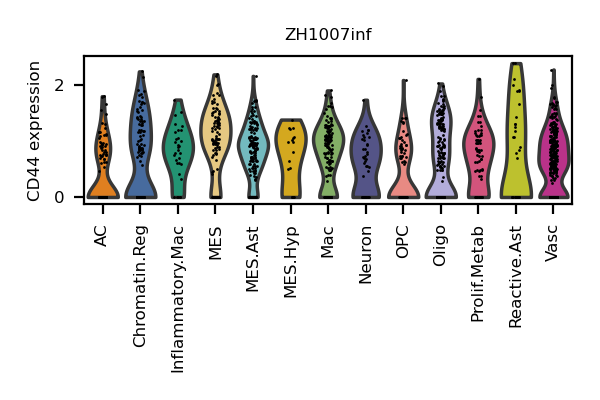 ZH1007inf
CD44 expression
2
0
AC
Chromatin.Reg
Inflammatory.Mac
MES
MES.Ast
MES.Hyp
Mac
Neuron
OPC
Oligo
Prolif.Metab
Reactive.Ast
Vasc